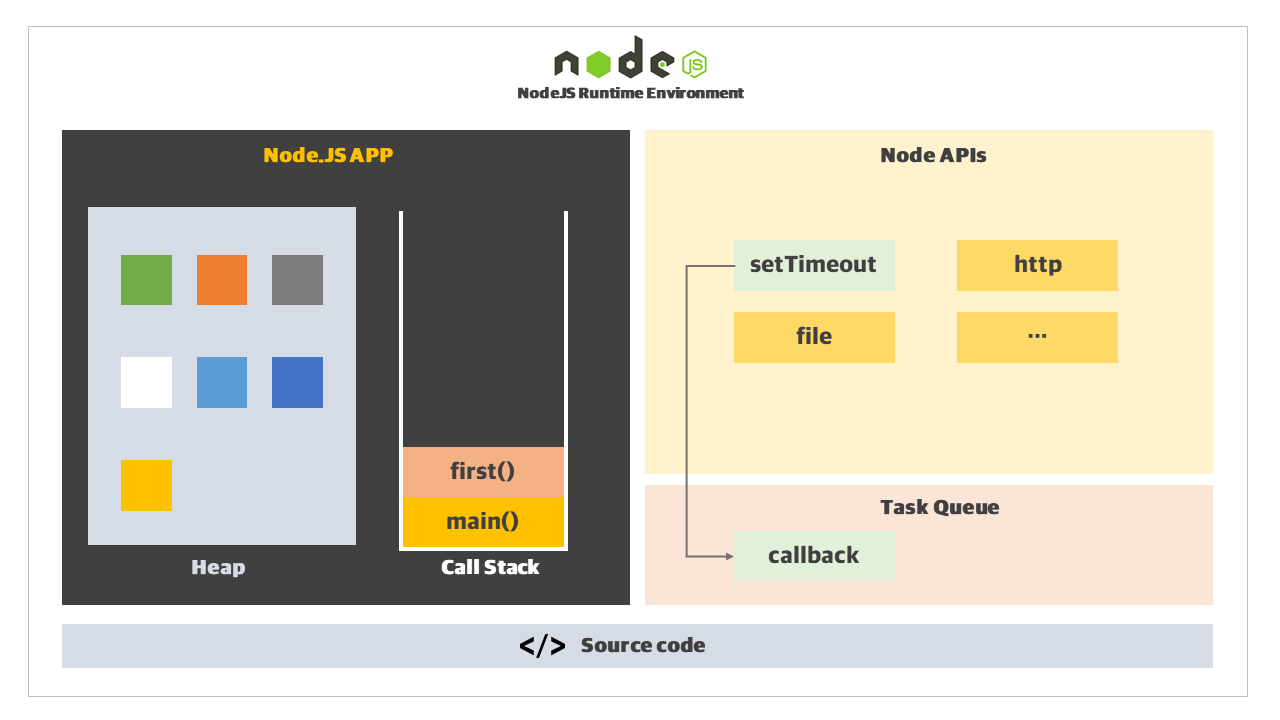 node JS
NodeJS Runtime Environment
Node.JS APP
Heap
first()
main()
Call Stack
Node APIs
setTimeout
http
file
...
Task Queue
callback
</> Source code